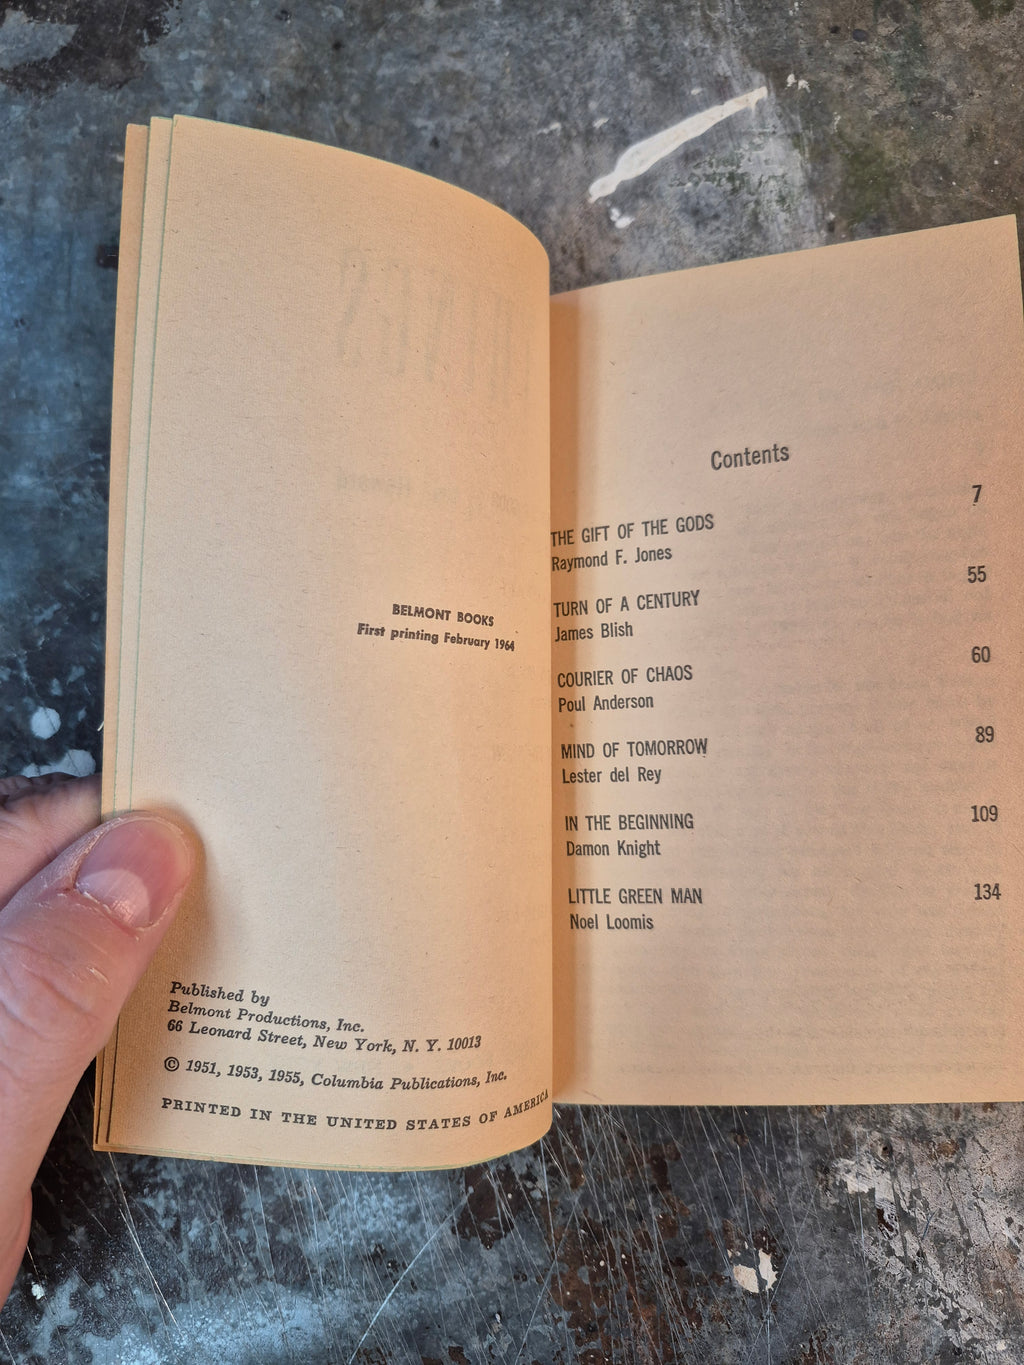 BELMONT BOOKS
First printing February 1964
Published by
Belmont Productions, Inc.
66 Leonard Street, New York, N. Y. 10013
© 1951, 1953, 1955, Columbia Publications, Inc.
PRINTED IN THE UNITED STATES OF AMERICA
Contents
THE GIFT OF THE GODS 7
Raymond F. Jones
TURN OF A CENTURY 55
James Blish
COURIER OF CHAOS 60
Poul Anderson
MIND OF TOMORROW 89
Lester del Rey
IN THE BEGINNING 109
Damon Knight
LITTLE GREEN MAN 134
Noel Loomis